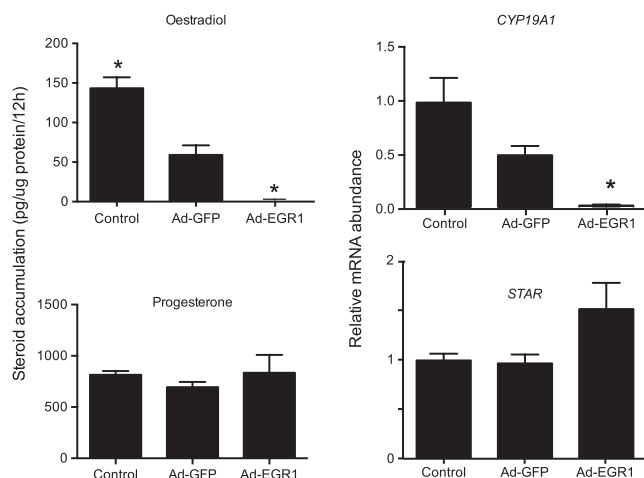 Oestradiol
CYP19A1
Steroid accumulation (pg/ug protein/12h)
200
150
100
50
0
*
*
Control Ad-GFP Ad-EGR1
Relative mRNA abundance
1.5
1.0
0.5
0.0
*
Control Ad-GFP Ad-EGR1
Progesterone
1500
1000
500
0
Control Ad-GFP Ad-EGR1
STAR
2
1
0
Control Ad-GFP Ad-EGR1